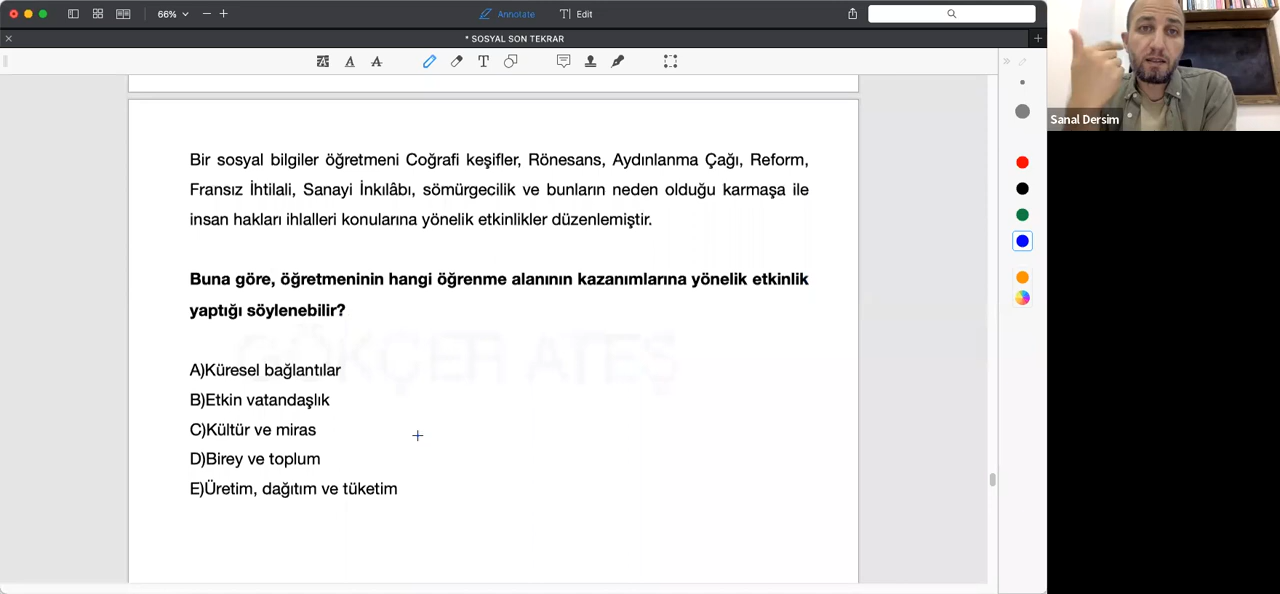 66%
Annotate
Edit
* SOSYAL SON TEKRAR
Bir sosyal bilgiler öğretmeni Coğrafi keşifler, Rönesans, Aydınlanma Çağı, Reform,
Fransız İhtilali, Sanayi İnkılâbı, sömürgecilik ve bunların neden olduğu karmaşa ile
insan hakları ihlalleri konularına yönelik etkinlikler düzenlemiştir.
Buna göre, öğretmeninin hangi öğrenme alanının kazanımlarına yönelik etkinlik
yaptığı söylenebilir?
GÖKÇER ATEŞ
A)Küresel bağlantılar
B)Etkin vatandaşlık
C)Kültür ve miras
D)Birey ve toplum
E)Üretim, dağıtım ve tüketim
Sanal Dersim